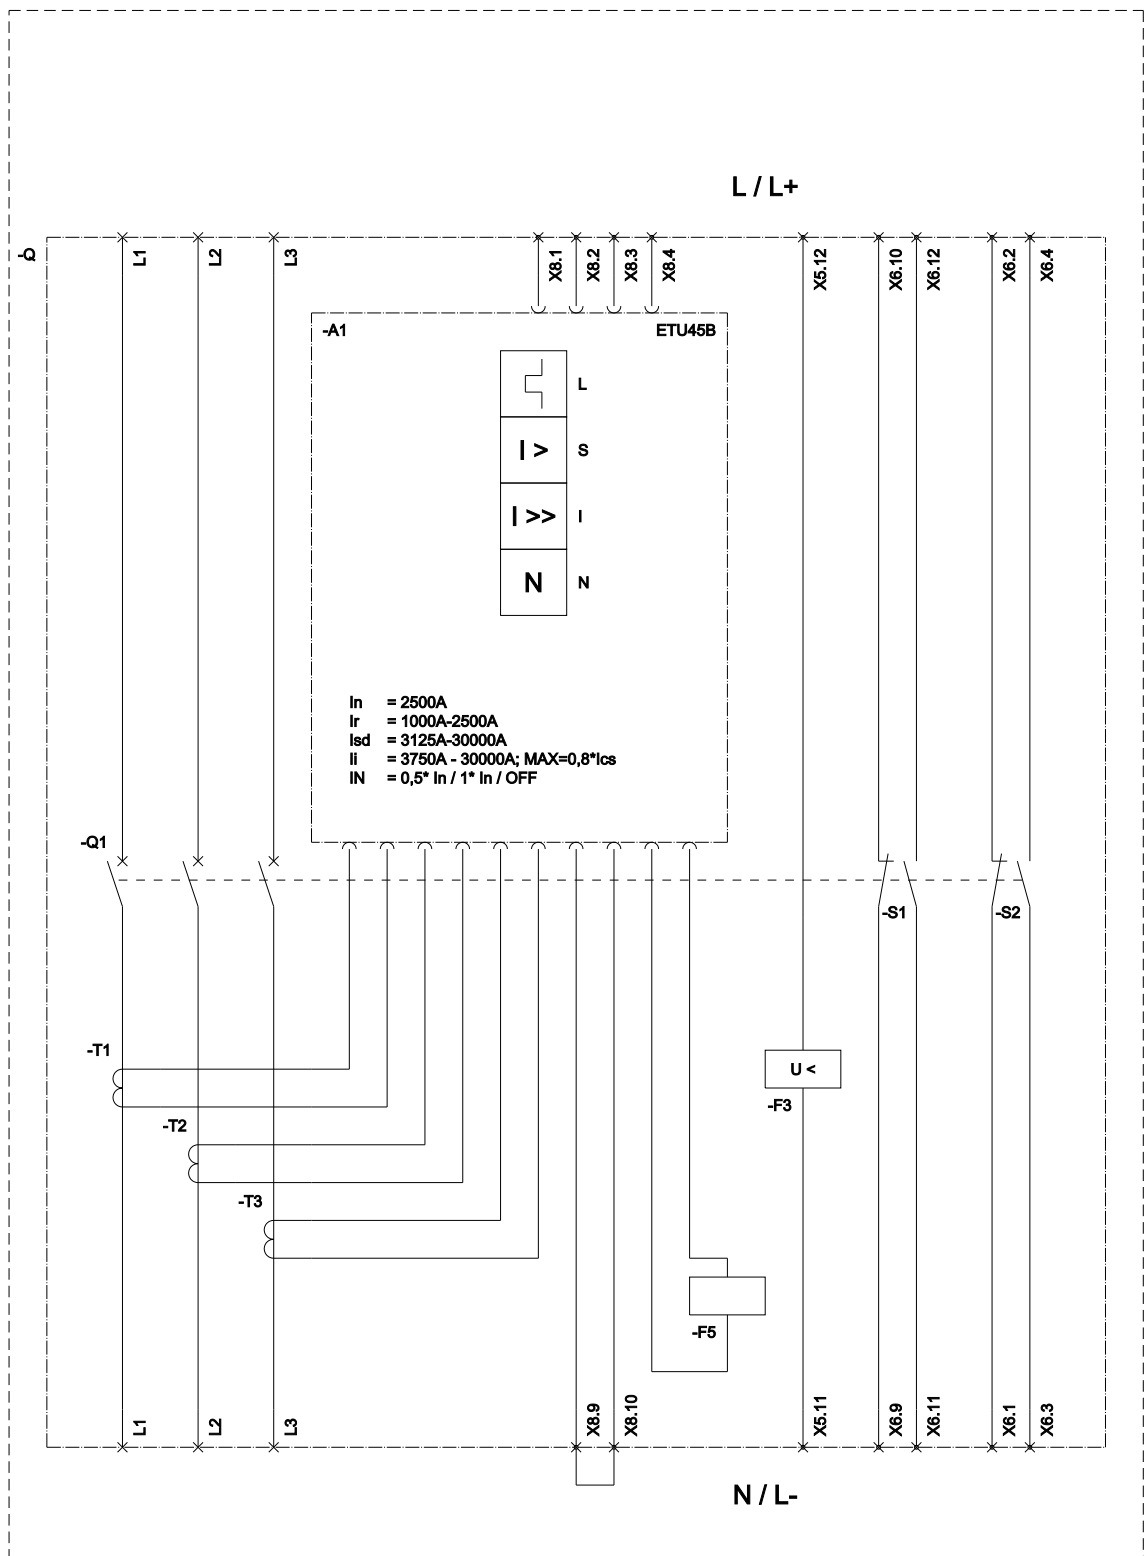 L / L+
-Q
L1
L2
L3
X8.1
X8.2
X8.3
X8.4
X5.12
X6.10
X6.12
X6.2
X6.4
-A1
ETU45B
L
I >
S
I >>
I
N
N
In = 2500A
Ir = 1000A-2500A
Isd = 3125A-30000A
Ii = 3750A - 30000A; MAX=0,8*Ics
IN = 0,5* In / 1* In / OFF
-Q1
-S1
-S2
-T1
U <
-F3
-T2
-T3
-F5
L1
L2
L3
X8.9
X8.10
X5.11
X6.9
X6.11
X6.1
X6.3
N / L-